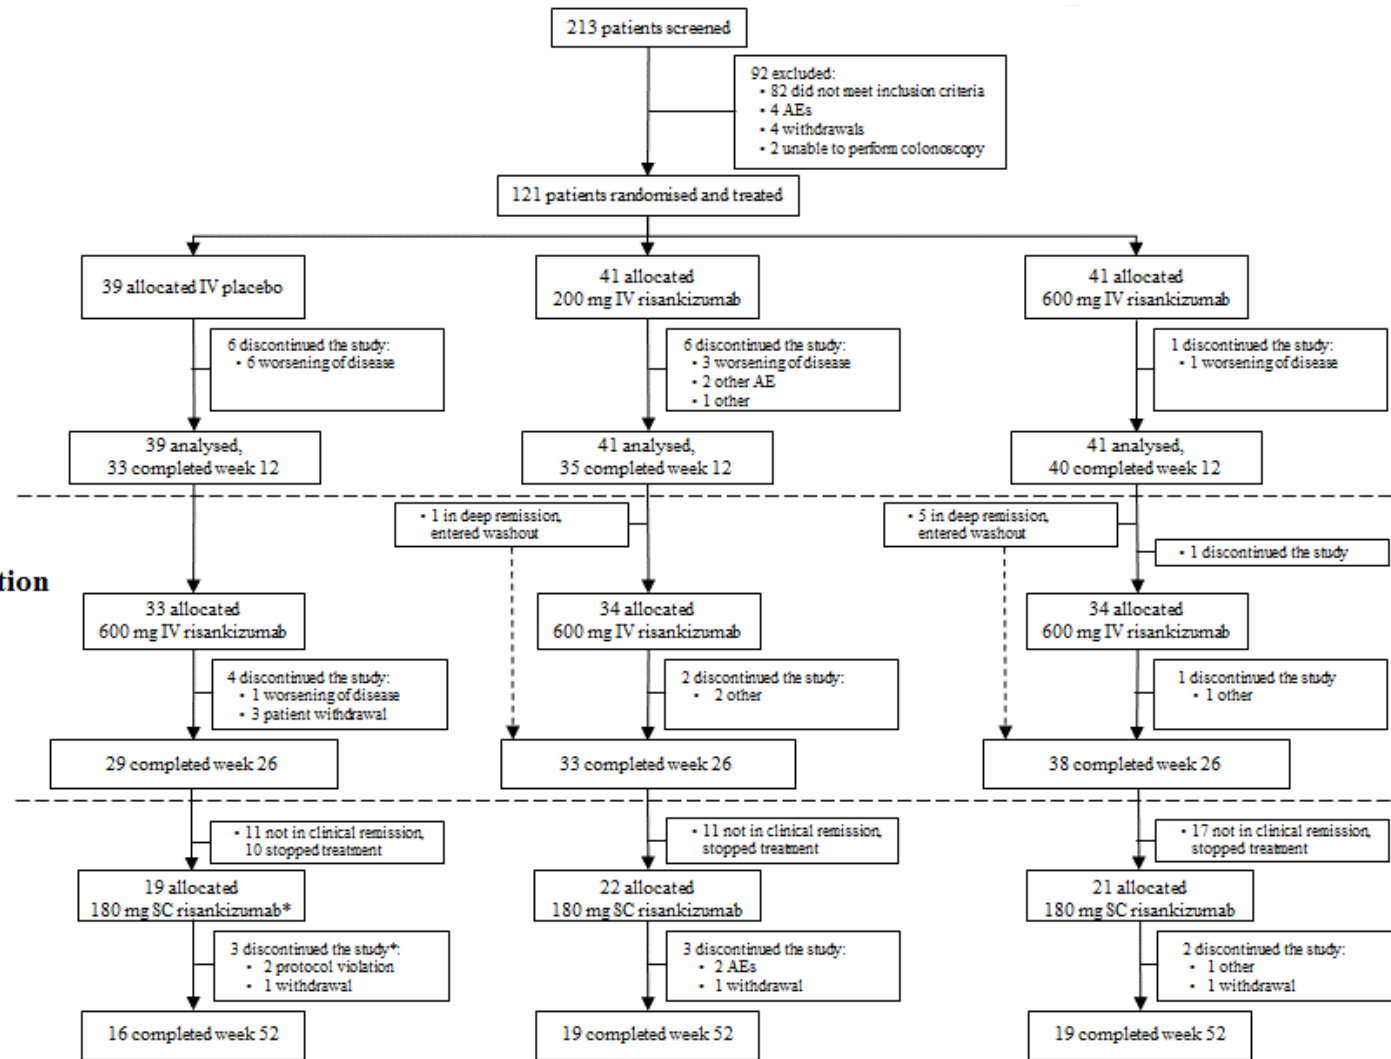 213 patients screened
92 excluded:
• 82 did not meet inclusion criteria
• 4 AEs
• 4 withdrawals
• 2 unable to perform colonoscopy
121 patients randomised and treated
39 allocated IV placebo
41 allocated
200 mg IV risankizumab
41 allocated
600 mg IV risankizumab
6 discontinued the study:
• 6 worsening of disease
6 discontinued the study:
• 3 worsening of disease
• 2 other AE
• 1 other
1 discontinued the study:
• 1 worsening of disease
39 analysed,
33 completed week 12
41 analysed,
35 completed week 12
41 analysed,
40 completed week 12
• 1 in deep remission,
entered washout
• 5 in deep remission,
entered washout
• 1 discontinued the study
tion
33 allocated
600 mg IV risankizumab
34 allocated
600 mg IV risankizumab
34 allocated
600 mg IV risankizumab
4 discontinued the study:
• 1 worsening of disease
• 3 patient withdrawal
2 discontinued the study:
• 2 other
1 discontinued the study
• 1 other
29 completed week 26
33 completed week 26
38 completed week 26
• 11 not in clinical remission,
10 stopped treatment
• 11 not in clinical remission,
stopped treatment
• 17 not in clinical remission,
stopped treatment
19 allocated
180 mg SC risankizumab*
22 allocated
180 mg SC risankizumab
21 allocated
180 mg SC risankizumab
3 discontinued the study*:
• 2 protocol violation
• 1 withdrawal
3 discontinued the study:
• 2 AEs
• 1 withdrawal
2 discontinued the study:
• 1 other
• 1 withdrawal
16 completed week 52
19 completed week 52
19 completed week 52